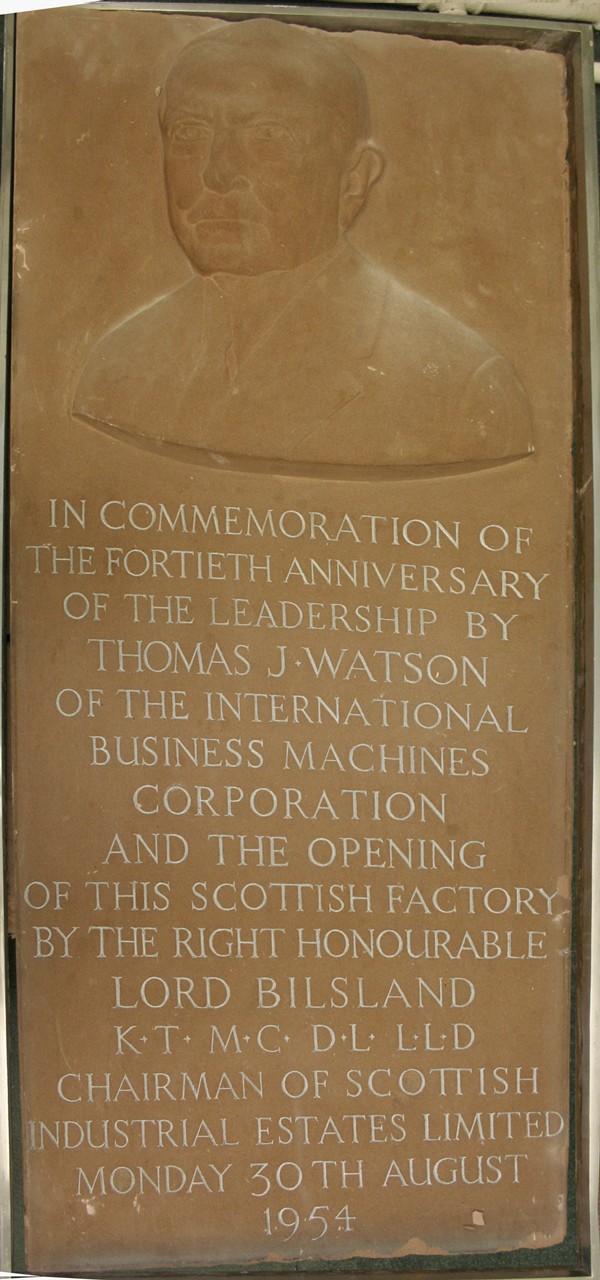 IN COMMEMORATION OF
THE FORTIETH ANNIVERSARY
OF THE LEADERSHIP BY
THOMAS J·WATSON
OF THE INTERNATIONAL
BUSINESS MACHINES
CORPORATION
AND THE OPENING
OF THIS SCOTTISH FACTORY
BY THE RIGHT HONOURABLE
LORD BILSLAND
K·T· M·C· D·L· L·L·D
CHAIRMAN OF SCOTTISH
INDUSTRIAL ESTATES LIMITED
MONDAY 30TH AUGUST
1954